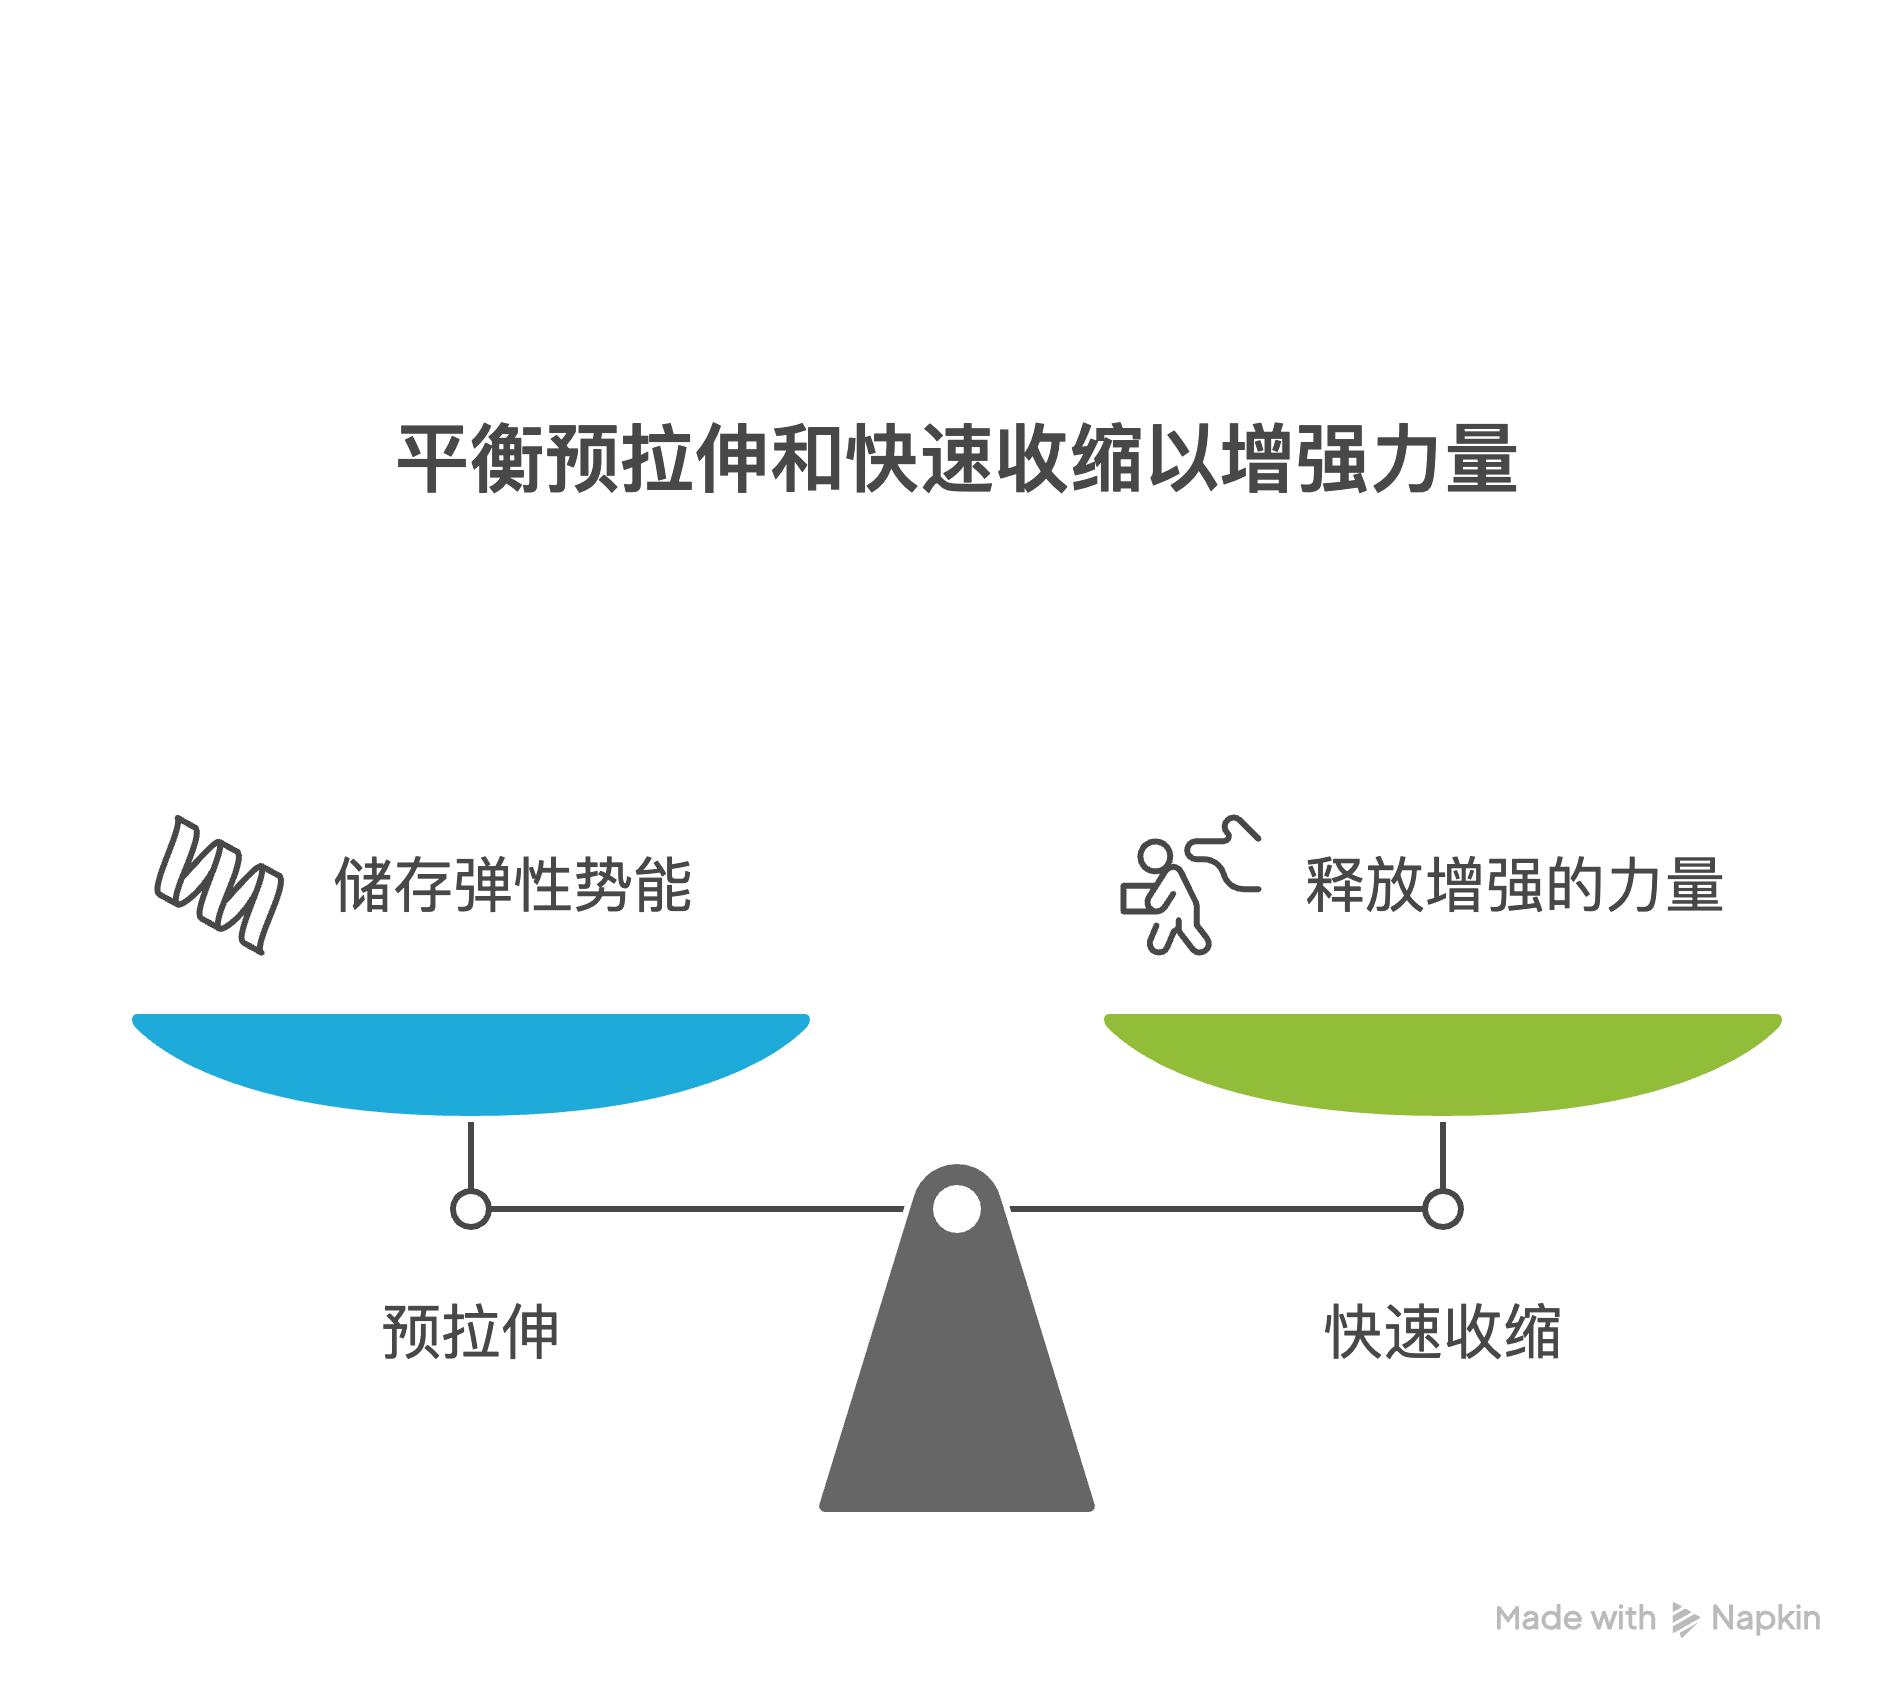 平衡预拉伸和快速收缩以增强力量
储存弹性势能
释放增强的力量
预拉伸
快速收缩
Made with Napkin